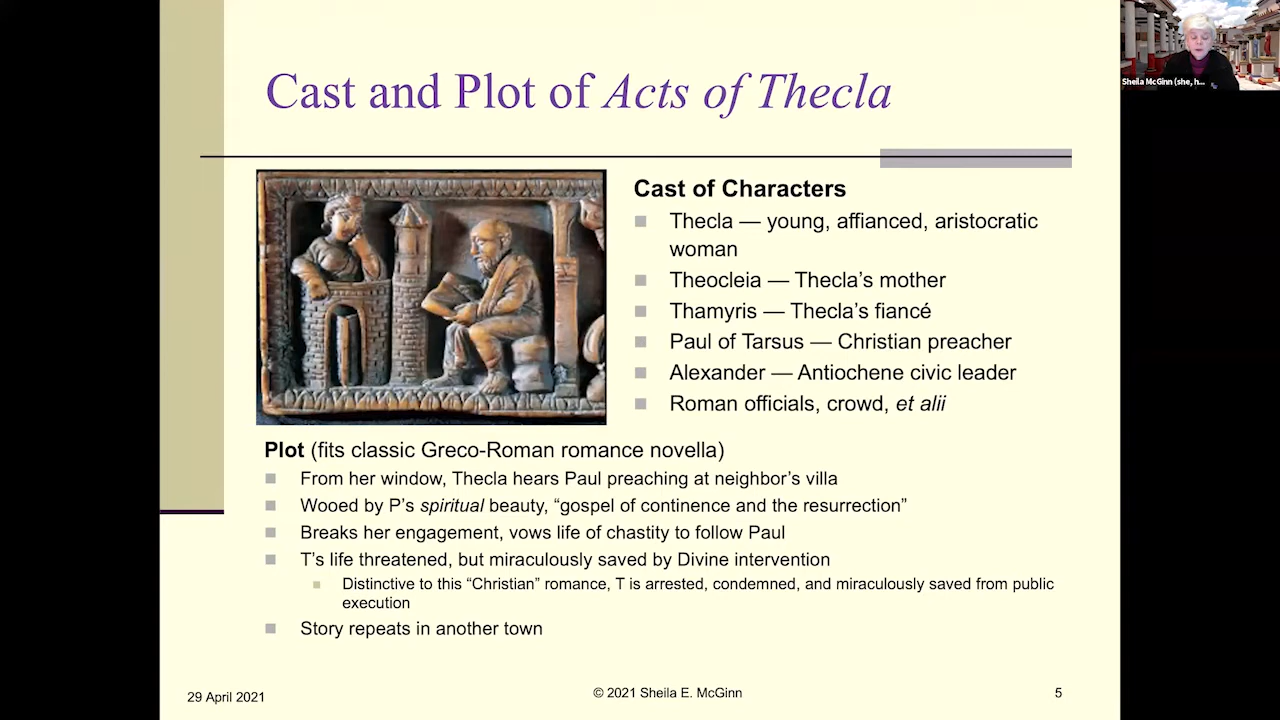 Sheila McGinn (she, h...
Cast and Plot of Acts of Thecla
Cast of Characters
Thecla — young, affianced, aristocratic
woman
Theocleia — Thecla’s mother
Thamyris — Thecla’s fiancé
Paul of Tarsus — Christian preacher
Alexander — Antiochene civic leader
Roman officials, crowd, et alii
Plot (fits classic Greco-Roman romance novella)
From her window, Thecla hears Paul preaching at neighbor’s villa
Wooed by P’s spiritual beauty, “gospel of continence and the resurrection”
Breaks her engagement, vows life of chastity to follow Paul
T’s life threatened, but miraculously saved by Divine intervention
Distinctive to this “Christian” romance, T is arrested, condemned, and miraculously saved from public
execution
Story repeats in another town
29 April 2021
© 2021 Sheila E. McGinn
5